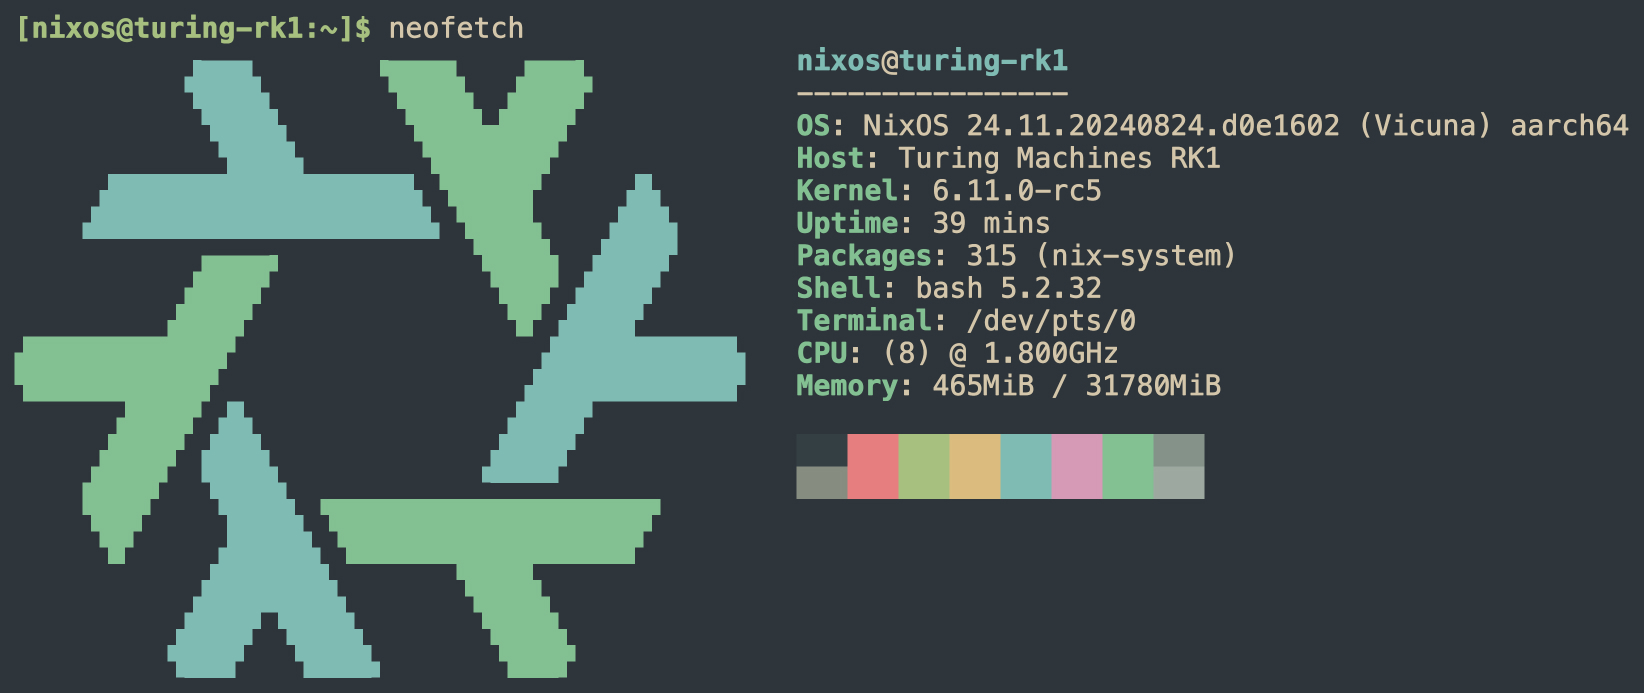 [nixos@turing-rk1:~]$ neofetch
nixos@turing-rk1
----------------
OS: NixOS 24.11.20240824.d0e1602 (Vicuna) aarch64
Host: Turing Machines RK1
Kernel: 6.11.0-rc5
Uptime: 39 mins
Packages: 315 (nix-system)
Shell: bash 5.2.32
Terminal: /dev/pts/0
CPU: (8) @ 1.800GHz
Memory: 465MiB / 31780MiB